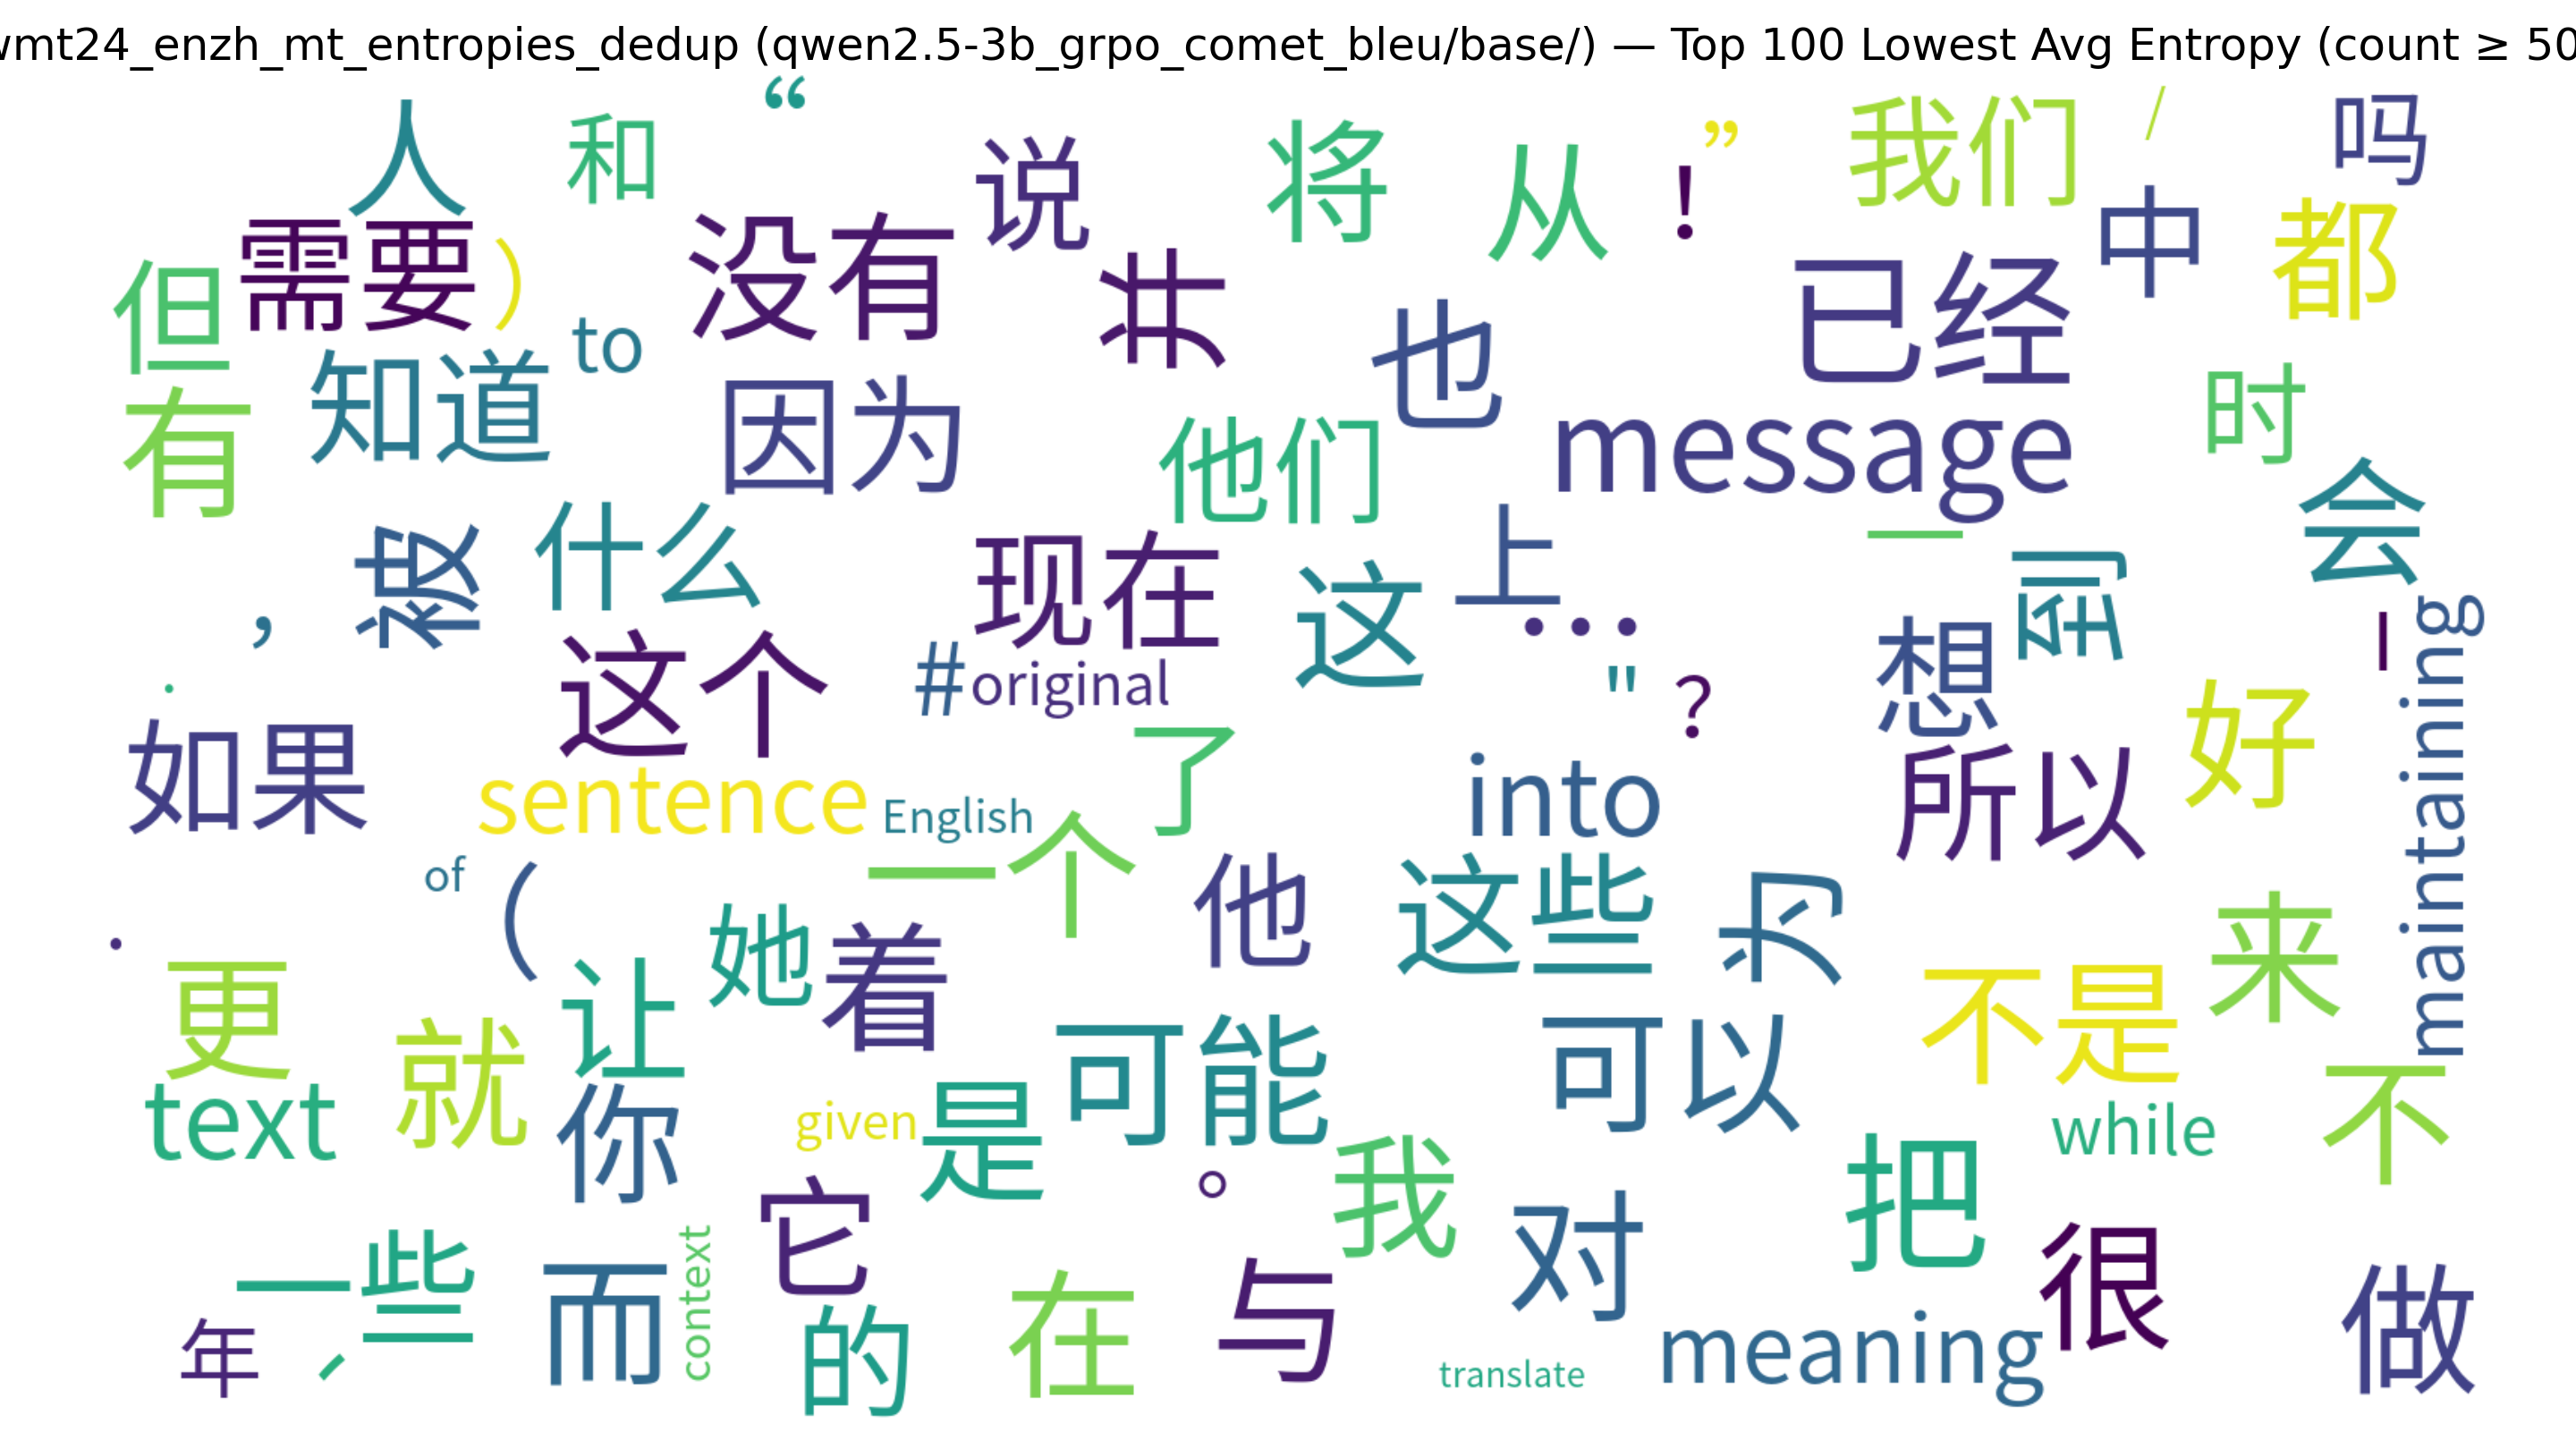 wmt24_enzh_mt_entropies_dedup (qwen2.5-3b_grpo_comet_bleu/base/) — Top 100 Lowest Avg Entropy (count ≥ 50
人
和
“
说
将
从
!
”
我们
/
中
吗
都
需要
)
但
没有
并
也
已经
有
知道
to
因为
他们
message
时
会
,
被
什么
现在
这
上
…
一
到
想
-
maintaining
·
这个
#
original
"
?
如果
sentence
English
了
into
所以
好
of
(
一个
他
这些
为
来
.
更
就
让
她
着
可能
可以
不是
不
text
你
given
是
。
我
对
把
while
很
一些
年
、
而
context
它
的
在
与
translate
meaning
做